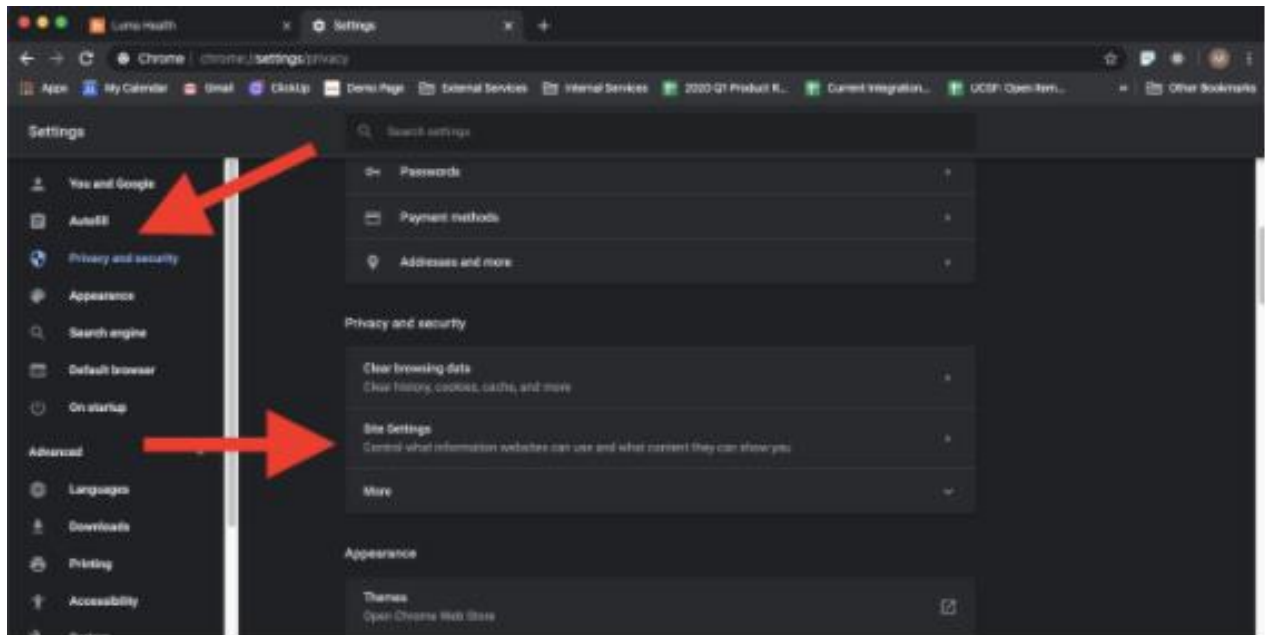 Luma Health
Settings
Chrome | chrome://settings/privacy
Apps My Calendar Gmail ClickUp Demo Page External Services Internal Services 2020 Q1 Product R... Current Integration... UCSF: Open Item... Other Bookmarks
Settings
Search settings
You and Google
Autofill
Privacy and security
Appearance
Search engine
Default browser
On startup
Advanced
Languages
Downloads
Printing
Accessibility
Passwords
Payment methods
Addresses and more
Privacy and security
Clear browsing data
Clear history, cookies, cache, and more
Site Settings
Control what information websites can use and what content they can show you
More
Appearance
Themes
Open Chrome Web Store